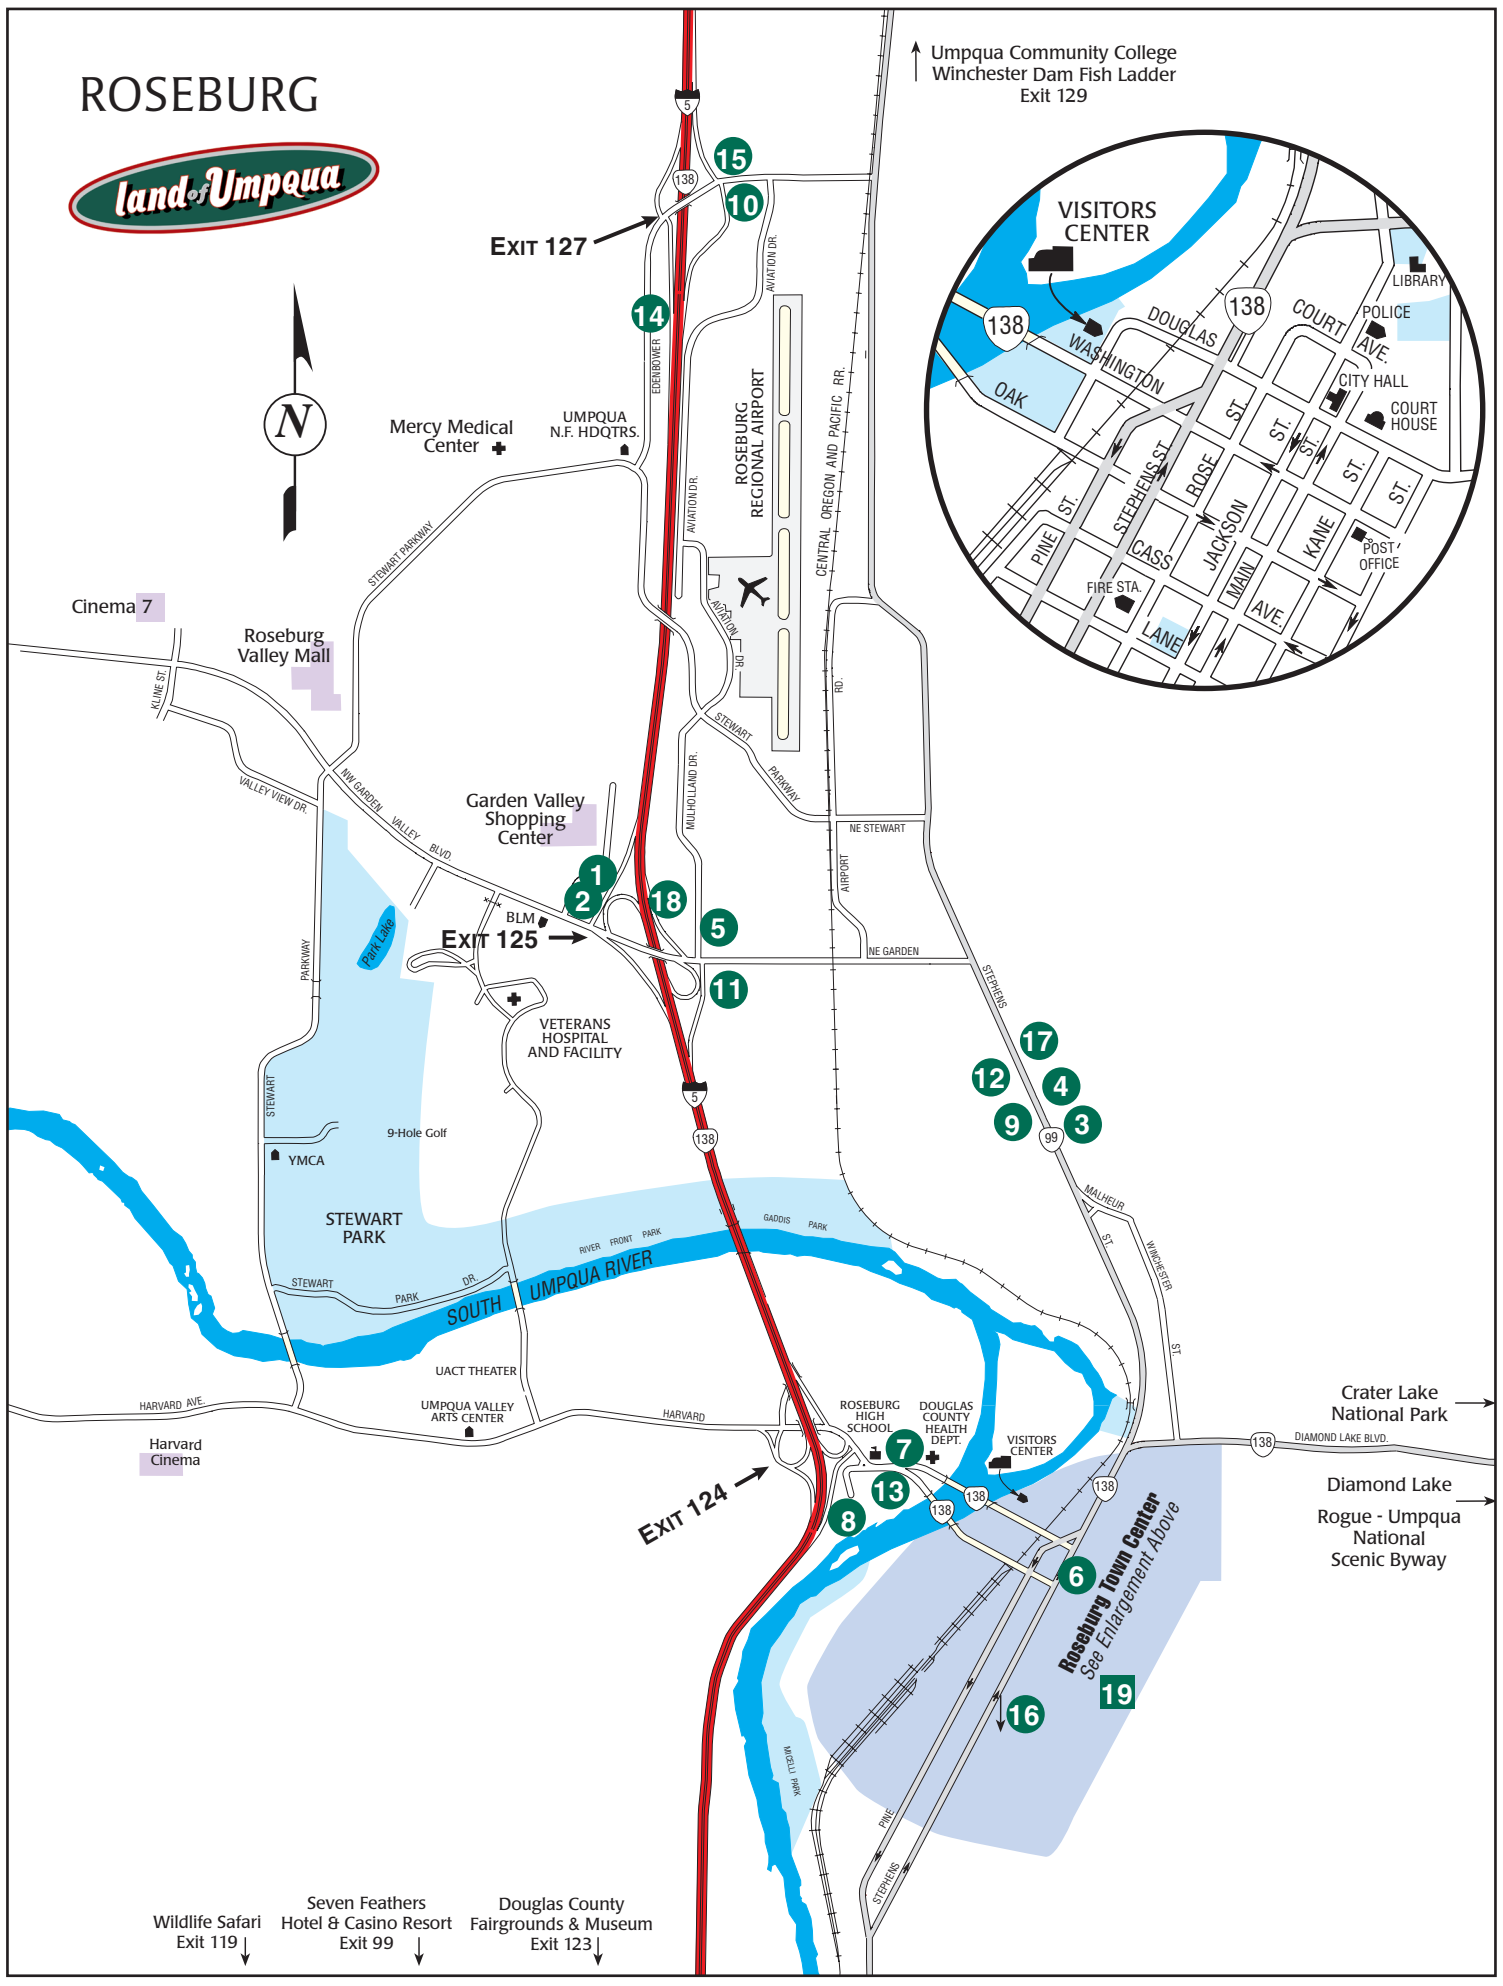 ROSEBURG
land of Umpqua
Umpqua Community College
Winchester Dam Fish Ladder
Exit 129
5
138
15
10
EXIT 127
14
EDENBOWER
AVIATION DR.
N
Mercy Medical
Center
UMPQUA
N.F. HDQTRS.
ROSEBURG
REGIONAL AIRPORT
CENTRAL OREGON AND PACIFIC RR.
AVIATION DR.
STEWART PARKWAY
AVIATION
DR.
VISITORS
CENTER
138
138
LIBRARY
DOUGLAS
COURT
AVE.
POLICE
WASHINGTON
OAK
CITY HALL
COURT
HOUSE
ST.
ST.
ST.
ST.
ST.
STEPHENS ST.
ROSE
JACKSON
KANE
PINE
ST.
CASS
AVE.
MAIN
POST
OFFICE
FIRE STA.
LANE
Cinema 7
Roseburg
Valley Mall
KLINE ST.
VALLEY VIEW DR.
NW GARDEN
VALLEY
BLVD.
RD.
STEWART
PARKWAY
MULHOLLAND DR.
NE STEWART
AIRPORT
Garden Valley
Shopping
Center
1
2
18
5
BLM
EXIT 125
11
NE GARDEN
STEPHENS
Park Lake
PARKWAY
STEWART
VETERANS
HOSPITAL
AND FACILITY
17
12
4
9
3
99
5
138
9-Hole Golf
YMCA
STEWART
PARK
MALHEUR
ST.
WINCHESTER
ST.
RIVER FRONT PARK
GADDIS PARK
SOUTH UMPQUA RIVER
STEWART
PARK
DR.
UACT THEATER
UMPQUA VALLEY
ARTS CENTER
HARVARD AVE.
HARVARD
Harvard
Cinema
ROSEBURG
HIGH
SCHOOL
DOUGLAS
COUNTY
HEALTH
DEPT.
VISITORS
CENTER
7
13
8
EXIT 124
138
138
138
138
DIAMOND LAKE BLVD.
Crater Lake
National Park
Diamond Lake
Rogue - Umpqua
National
Scenic Byway
6
Roseburg Town Center
See Enlargement Above
19
16
MICELLI PARK
PINE
STEPHENS
Wildlife Safari
Exit 119
Seven Feathers
Hotel & Casino Resort
Exit 99
Douglas County
Fairgrounds & Museum
Exit 123